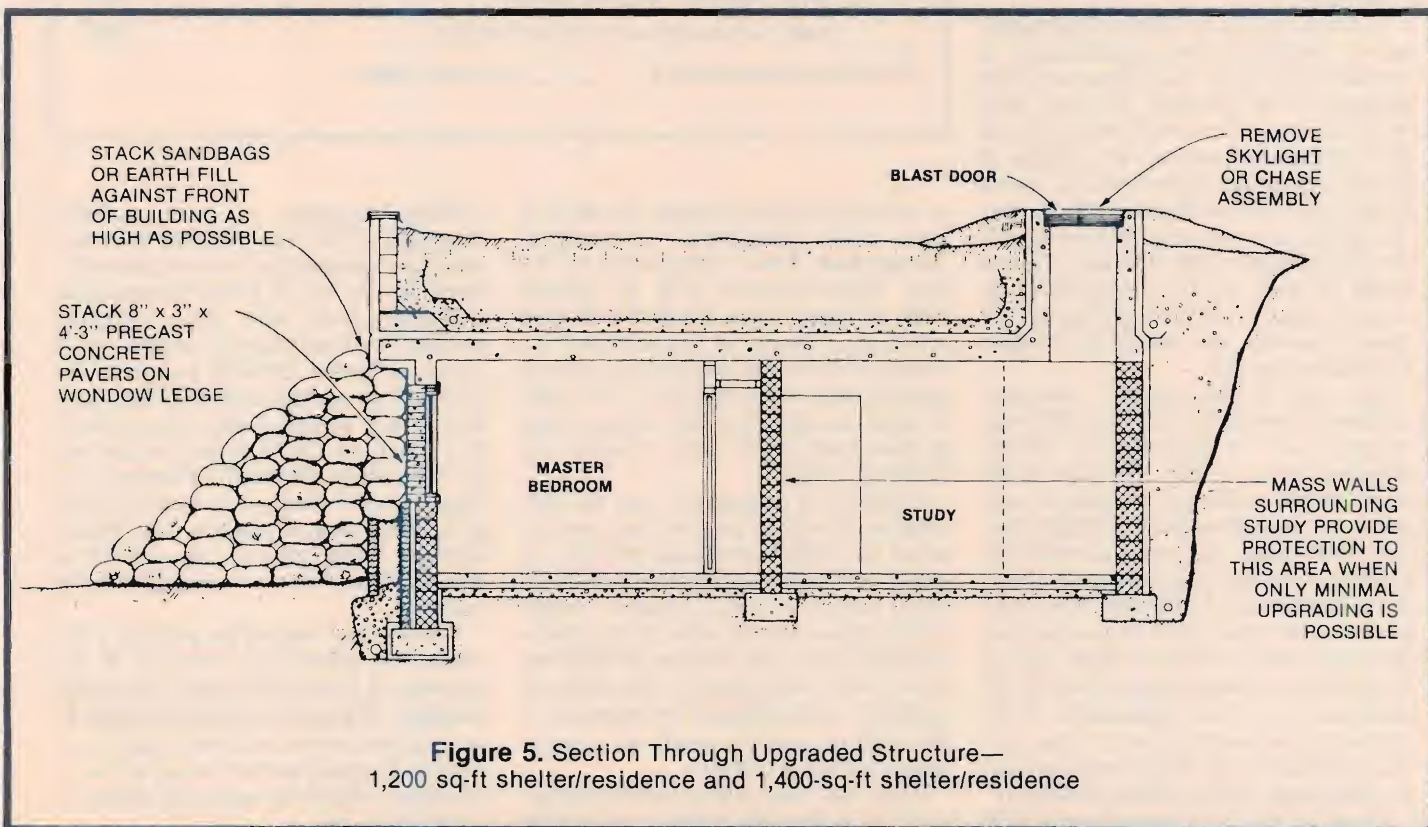 STACK SANDBAGS
OR EARTH FILL
AGAINST FRONT
OF BUILDING AS
HIGH AS POSSIBLE
STACK 8" x 3" x
4'-3" PRECAST
CONCRETE
PAVERS ON
WONDOW LEDGE
BLAST DOOR
REMOVE
SKYLIGHT
OR CHASE
ASSEMBLY
MASTER
BEDROOM
STUDY
MASS WALLS
SURROUNDING
STUDY PROVIDE
PROTECTION TO
THIS AREA WHEN
ONLY MINIMAL
UPGRADING IS
POSSIBLE
Figure 5. Section Through Upgraded Structure—
1,200 sq-ft shelter/residence and 1,400-sq-ft shelter/residence